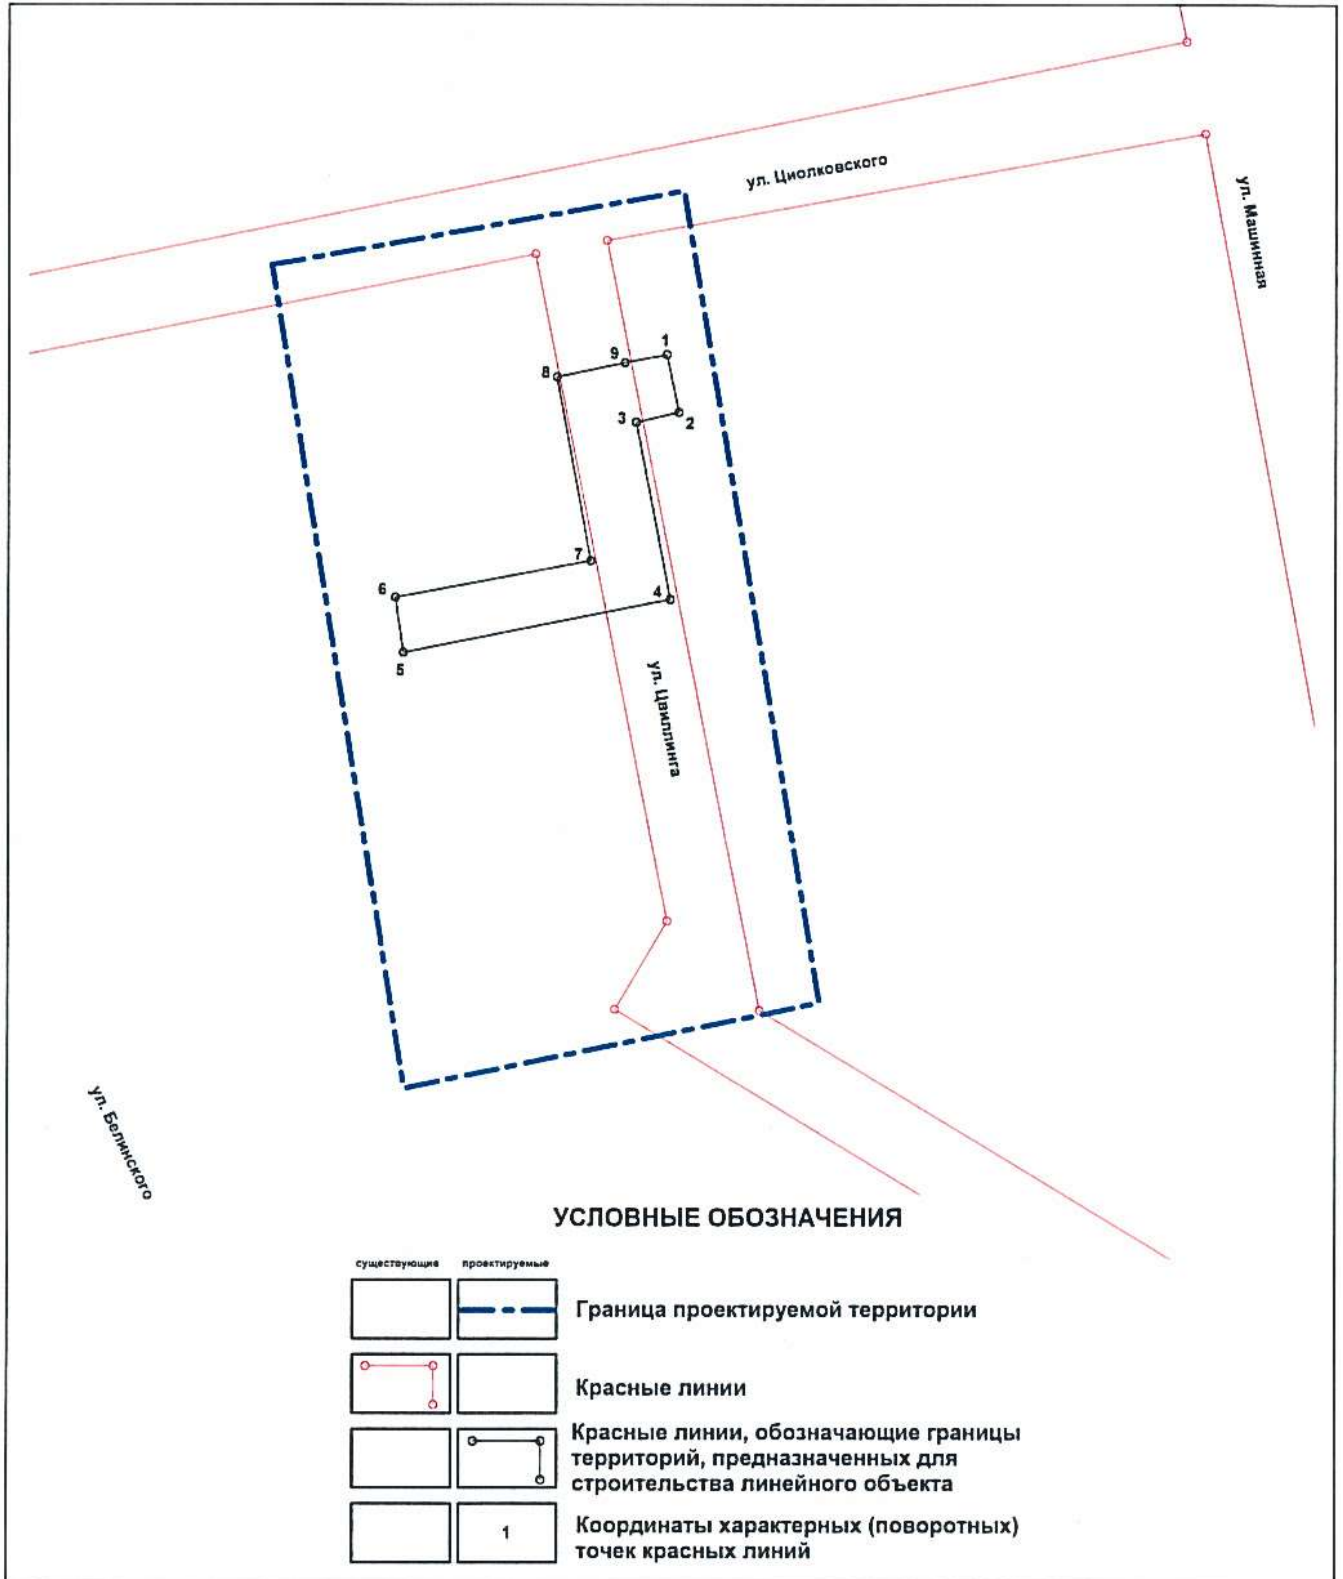 ул. Циолковского
ул. Машинная
1
9
8
2
3
7
6
4
5
ул. Цвиллинга
ул. Белинского
УСЛОВНЫЕ ОБОЗНАЧЕНИЯ
существующие проектируемые
Граница проектируемой территории
Красные линии
Красные линии, обозначающие границы
территорий, предназначенных для
строительства линейного объекта
1 Координаты характерных (поворотных)
точек красных линий